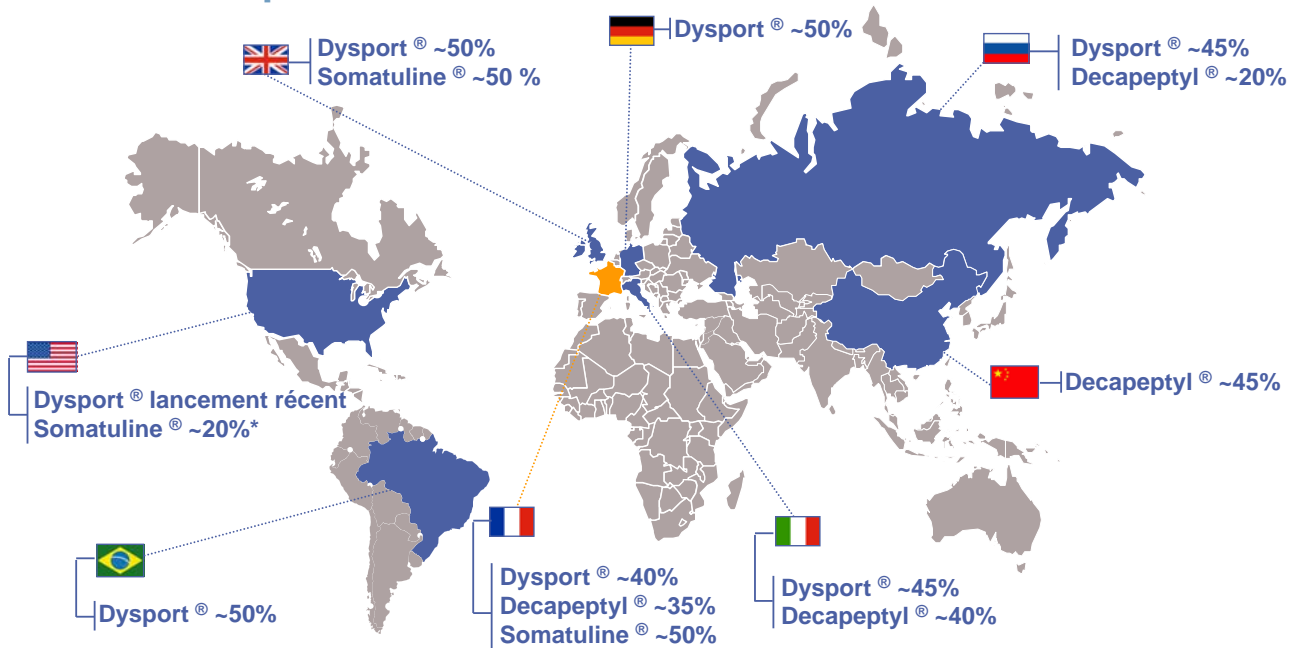 Dysport ® ~50%
Somatuline ® ~50 %
Dysport ® ~50%
Dysport ® ~45%
Decapeptyl ® ~20%
Dysport ® lancement récent
Somatuline ® ~20%*
Decapeptyl ® ~45%
Dysport ® ~50%
Dysport ® ~40%
Decapeptyl ® ~35%
Somatuline ® ~50%
Dysport ® ~45%
Decapeptyl ® ~40%